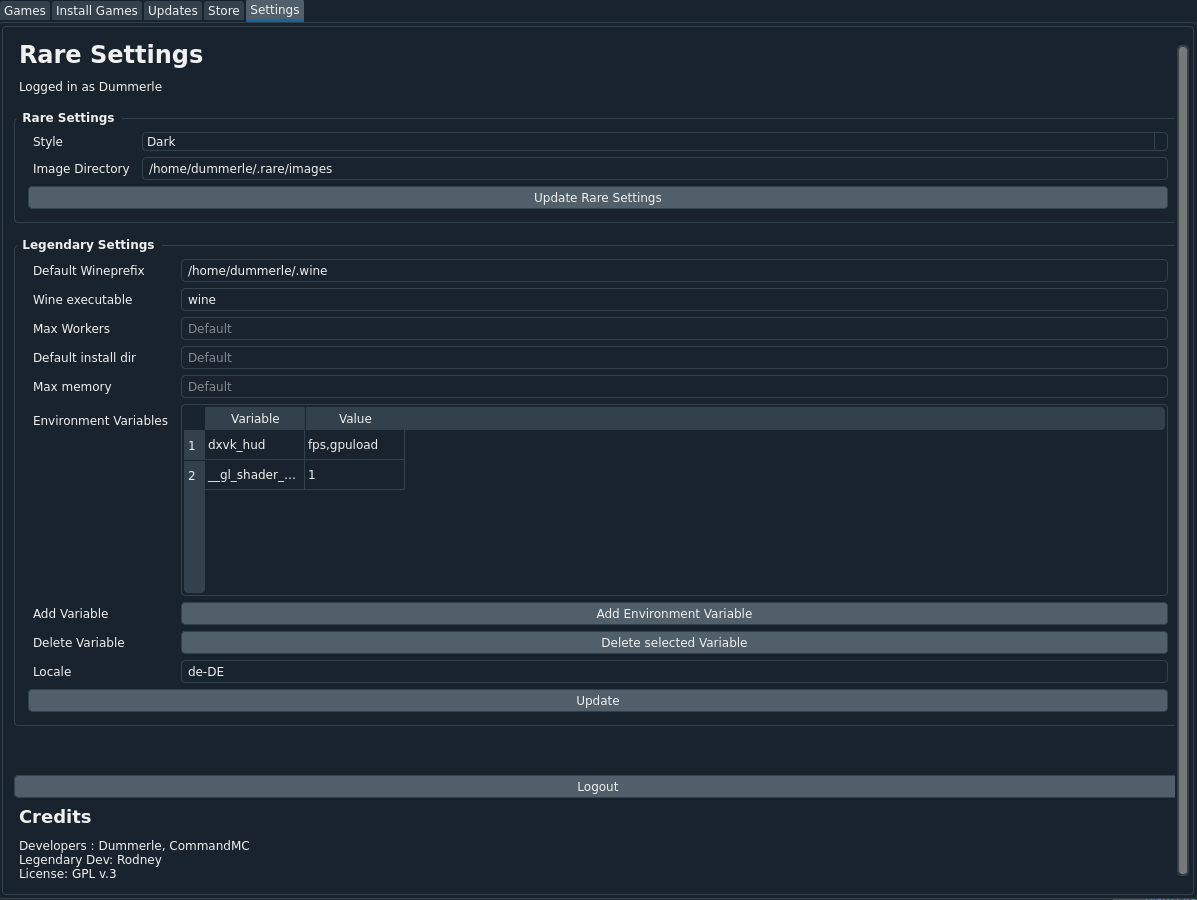 Games Install Games Updates Store Settings
Rare Settings
Logged in as Dummerle
Rare Settings
Style Dark
Image Directory /home/dummerle/.rare/images
Update Rare Settings
Legendary Settings
Default Wineprefix /home/dummerle/.wine
Wine executable wine
Max Workers Default
Default install dir Default
Max memory Default
Environment Variables Variable Value
1 dxvk_hud fps,gpuload
2 __gl_shader_... 1
Add Variable Add Environment Variable
Delete Variable Delete selected Variable
Locale de-DE
Update
Logout
Credits
Developers : Dummerle, CommandMC
Legendary Dev: Rodney
License: GPL v.3